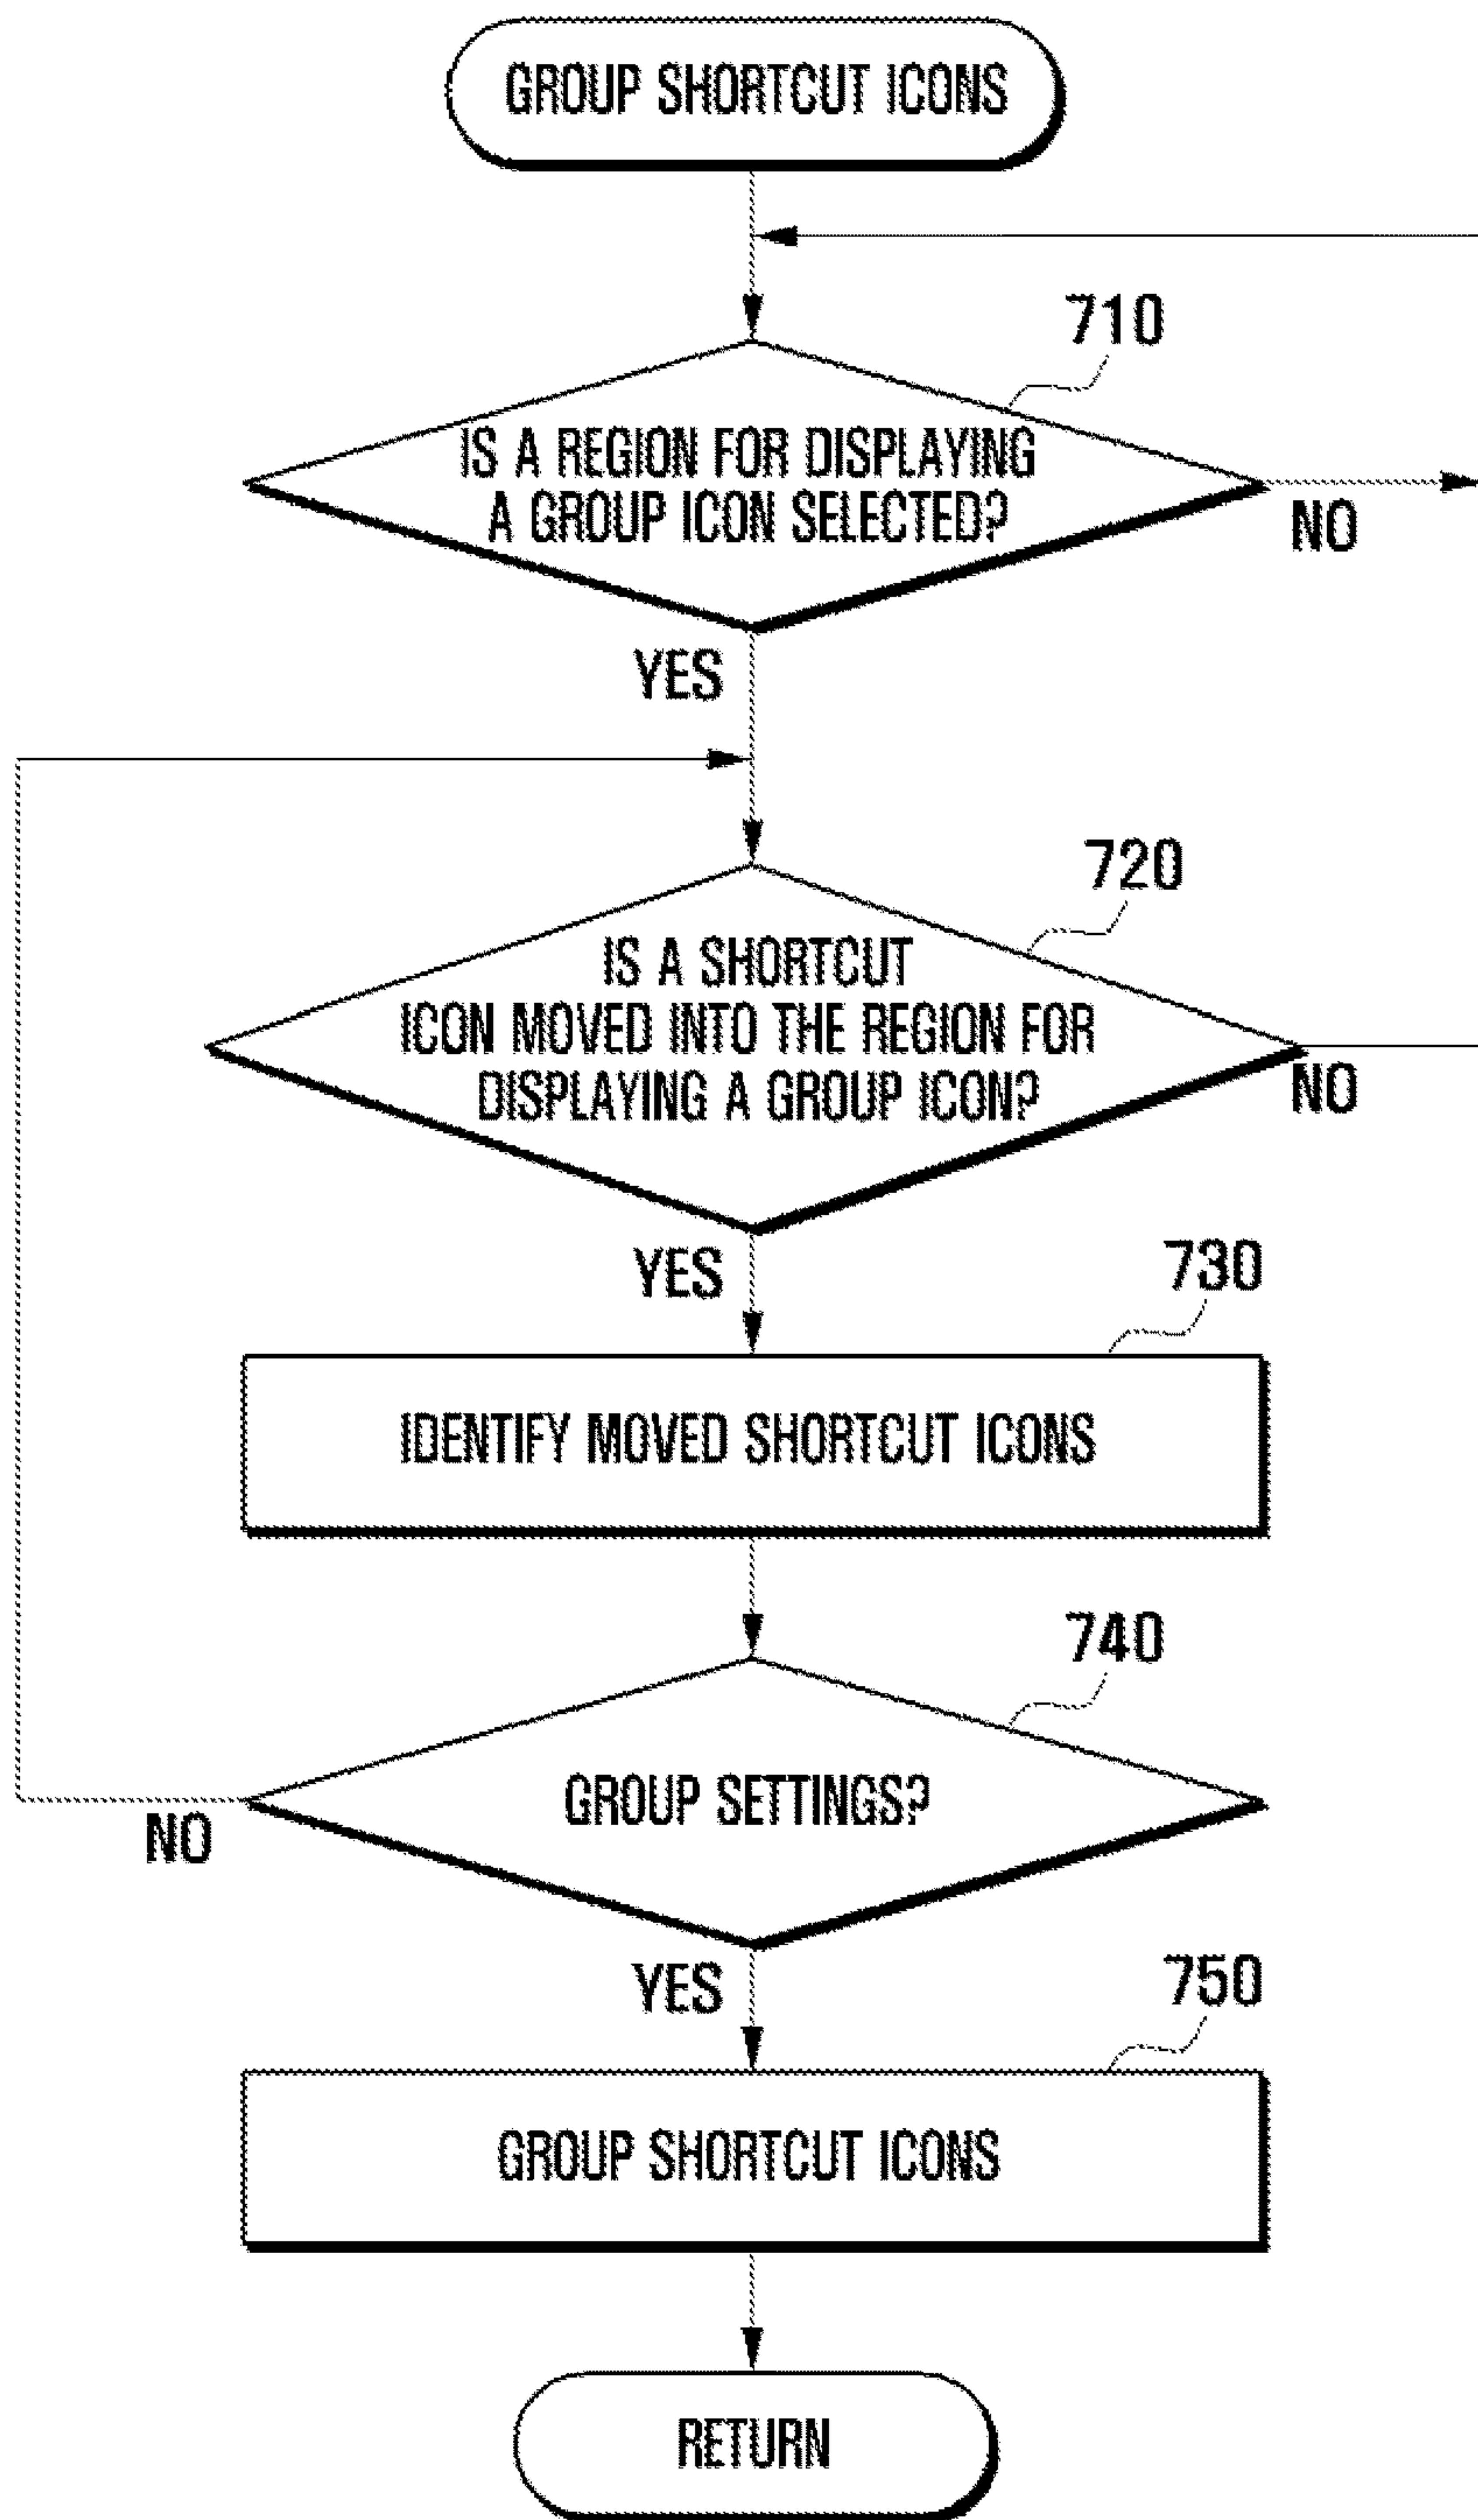 GROUP SHORTCUT ICONS
710
IS A REGION FOR DISPLAYING
A GROUP ICON SELECTED?
NO
YES
720
IS A SHORTCUT
ICON MOVED INTO THE REGION FOR
DISPLAYING A GROUP ICON?
NO
YES
730
IDENTIFY MOVED SHORTCUT ICONS
740
GROUP SETTINGS?
NO
YES
750
GROUP SHORTCUT ICONS
RETURN